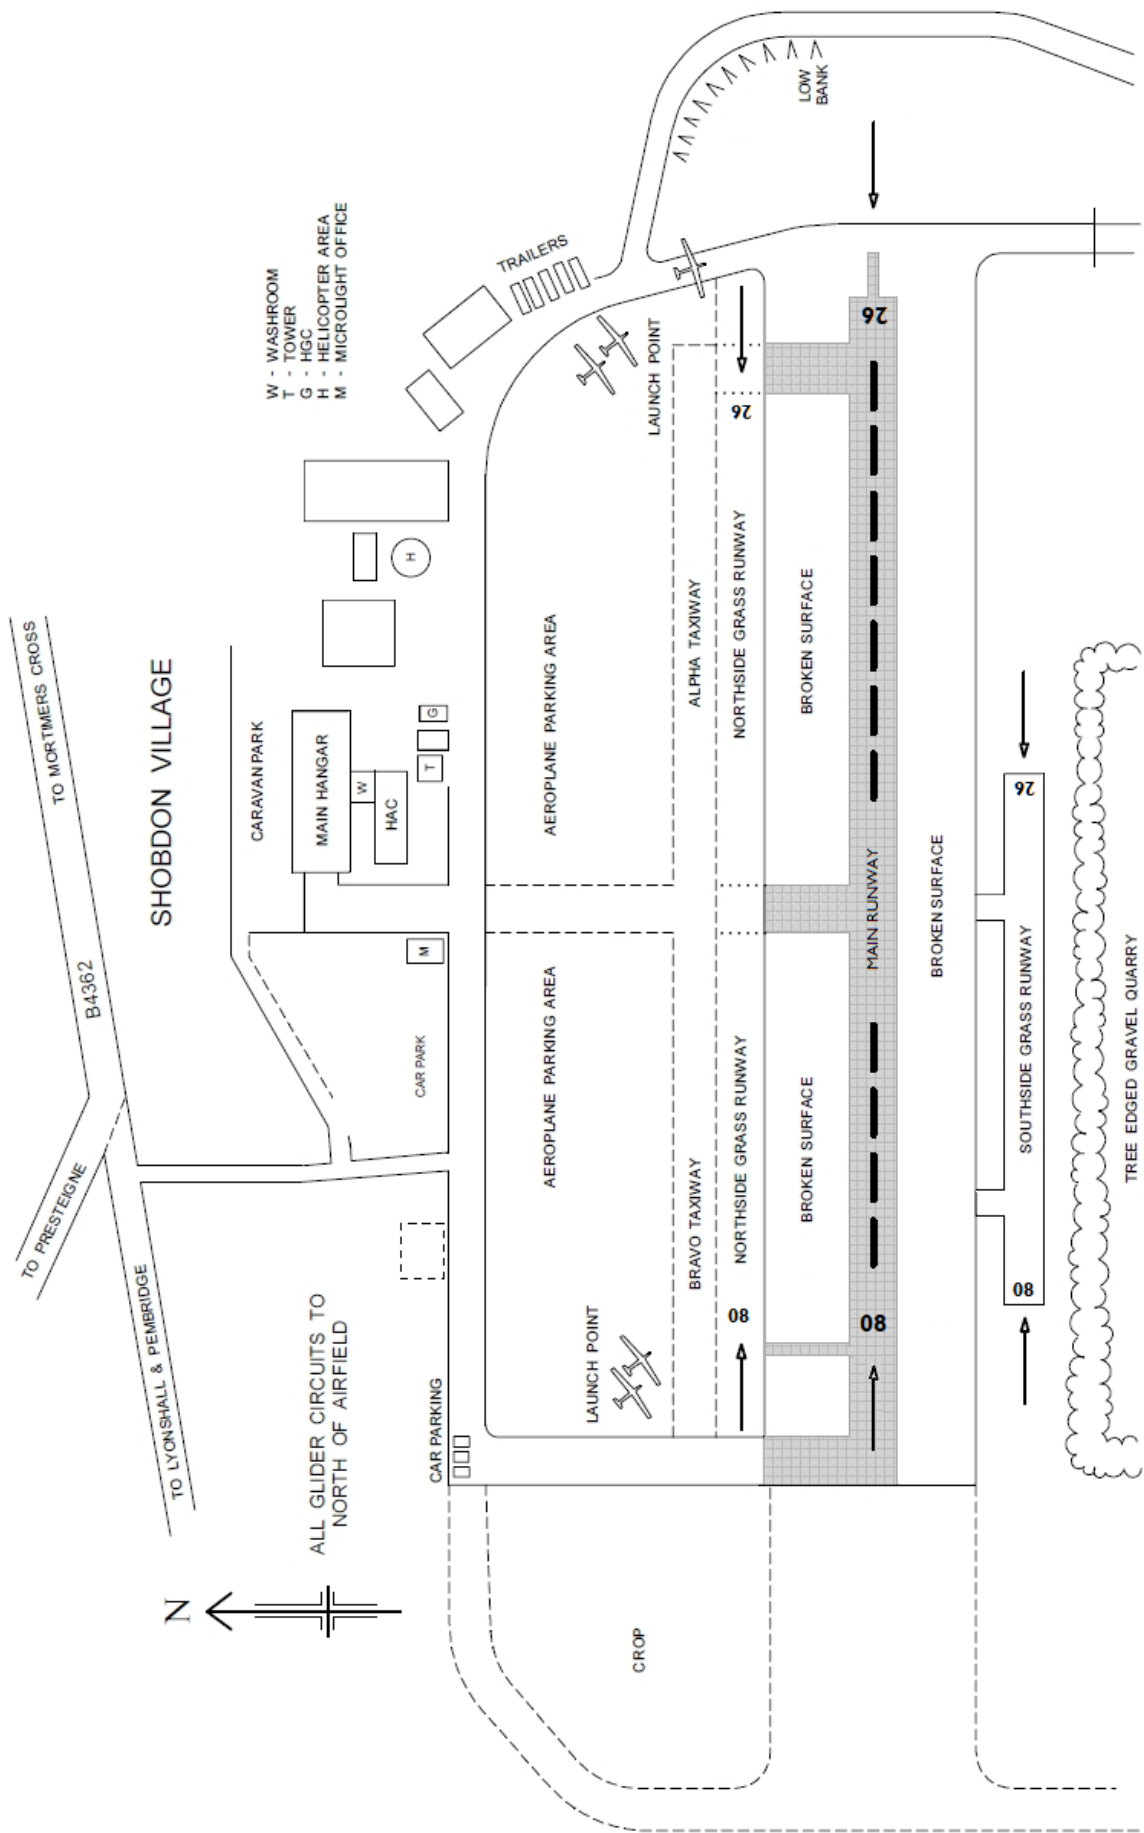 TO MORTIMERS CROSS
B4362
TO PRESTEIGNE
TO LYONSHALL & PEMBRIDGE
SHOBDON VILLAGE
W - WASHROOM
T - TOWER
G - HGC
H - HELICOPTER AREA
M - MICROLIGHT OFFICE
N
ALL GLIDER CIRCUITS TO
NORTH OF AIRFIELD
CARAVAN PARK
MAIN HANGAR
W
HAC
T
G
H
M
CAR PARK
CAR PARKING
TRAILERS
LOW
BANK
LAUNCH POINT
LAUNCH POINT
AEROPLANE PARKING AREA
AEROPLANE PARKING AREA
CROP
BRAVO TAXIWAY
ALPHA TAXIWAY
08
NORTHSIDE GRASS RUNWAY
NORTHSIDE GRASS RUNWAY
26
BROKEN SURFACE
BROKEN SURFACE
08
MAIN RUNWAY
26
BROKEN SURFACE
08
SOUTHSIDE GRASS RUNWAY
26
TREE EDGED GRAVEL QUARRY